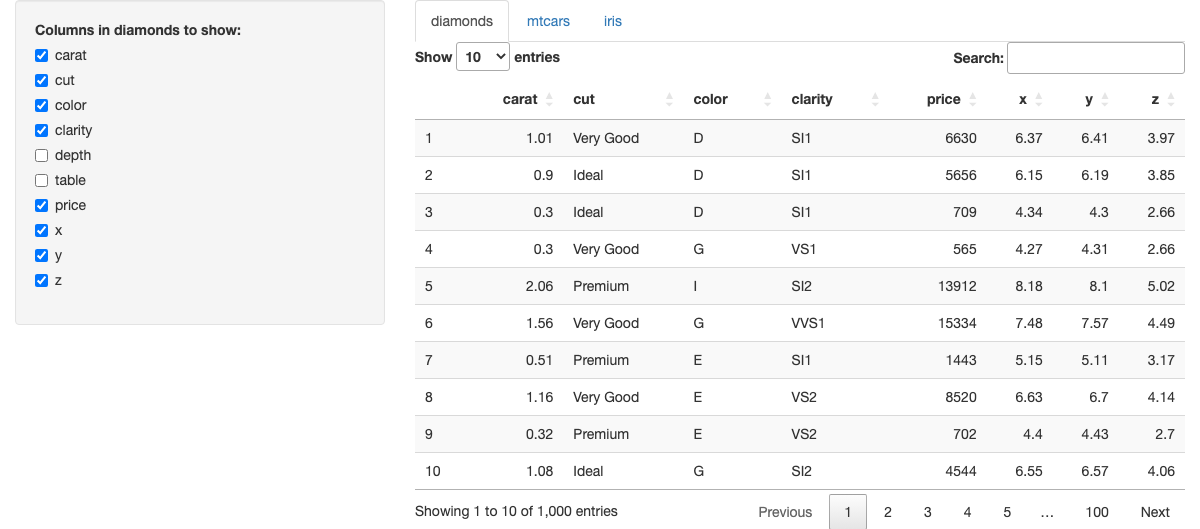 Columns in diamonds to show:
carat
cut
color
clarity
depth
table
price
x
y
z
diamonds mtcars iris
Show 10 entries Search:
carat cut color clarity price x y z
1 1.01 Very Good D SI1 6630 6.37 6.41 3.97
2 0.9 Ideal D SI1 5656 6.15 6.19 3.85
3 0.3 Ideal D SI1 709 4.34 4.3 2.66
4 0.3 Very Good G VS1 565 4.27 4.31 2.66
5 2.06 Premium I SI2 13912 8.18 8.1 5.02
6 1.56 Very Good G VVS1 15334 7.48 7.57 4.49
7 0.51 Premium E SI1 1443 5.15 5.11 3.17
8 1.16 Very Good E VS2 8520 6.63 6.7 4.14
9 0.32 Premium E VS2 702 4.4 4.43 2.7
10 1.08 Ideal G SI2 4544 6.55 6.57 4.06
Showing 1 to 10 of 1,000 entries Previous 1 2 3 4 5 … 100 Next